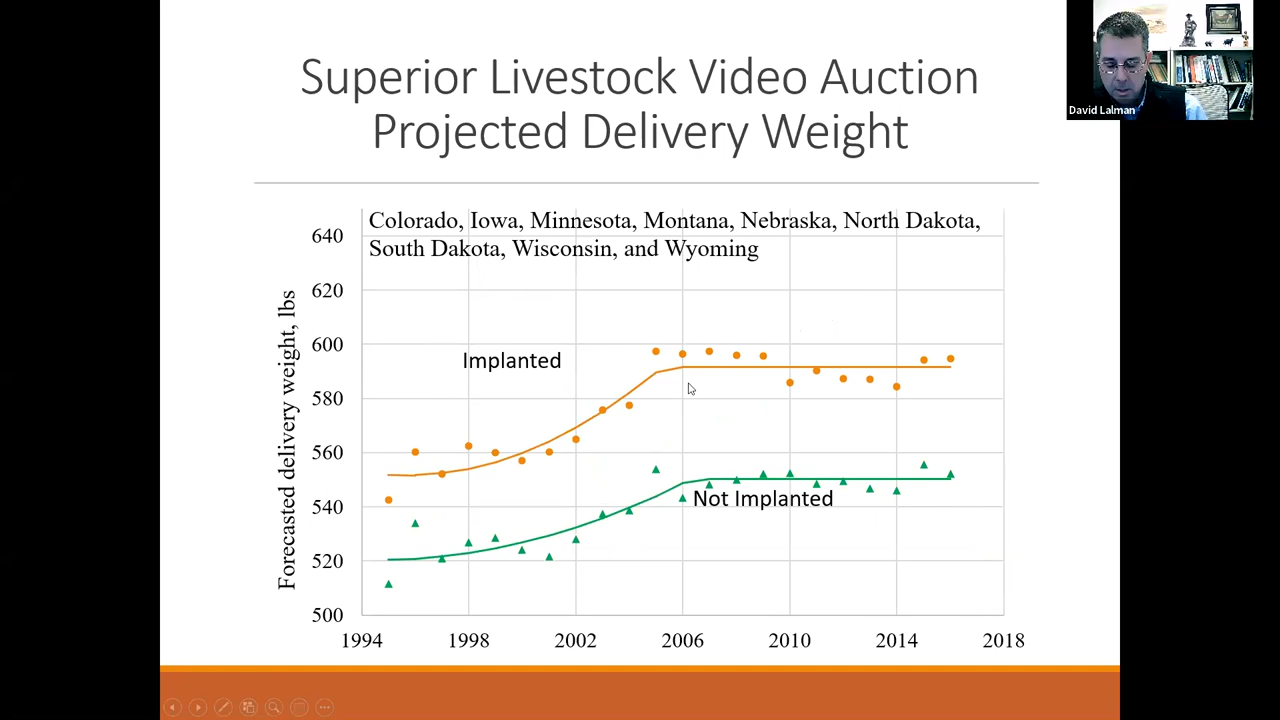 Superior Livestock Video Auction
Projected Delivery Weight
David Lalman
Colorado, Iowa, Minnesota, Montana, Nebraska, North Dakota,
South Dakota, Wisconsin, and Wyoming
Forecasted delivery weight, lbs
640
620
600
580
560
540
520
500
Implanted
Not Implanted
1994
1998
2002
2006
2010
2014
2018